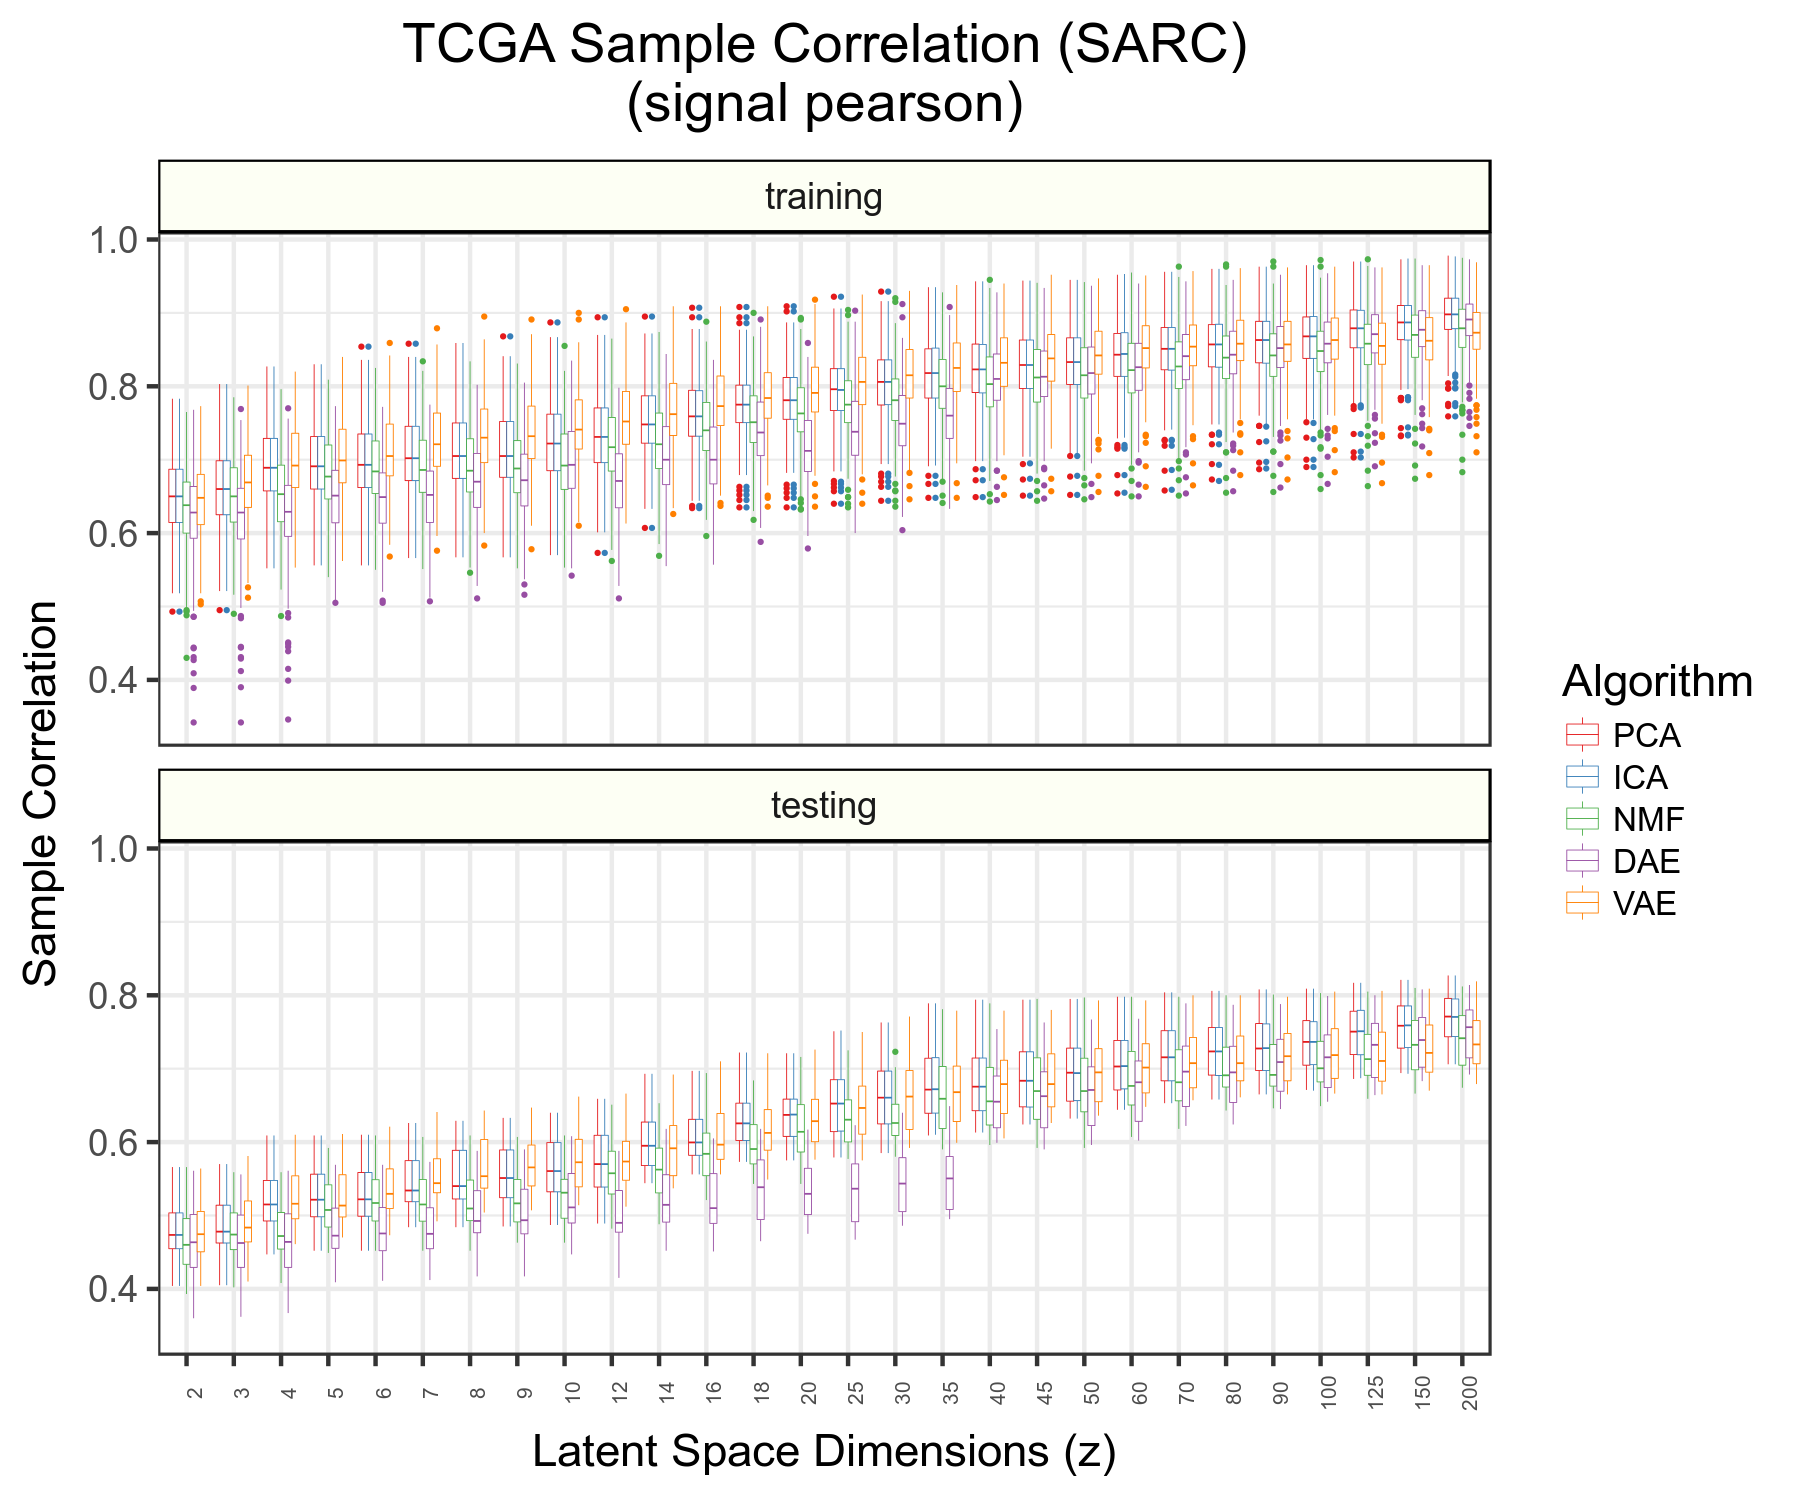 TCGA Sample Correlation (SARC)
(signal pearson)
training
1.0
0.8
0.6
0.4
testing
1.0
0.8
0.6
0.4
Sample Correlation
2 3 4 5 6 7 8 9 10 12 14 16 18 20 25 30 35 40 45 50 60 70 80 90 100 125 150 200
Latent Space Dimensions (z)
Algorithm
PCA
ICA
NMF
DAE
VAE